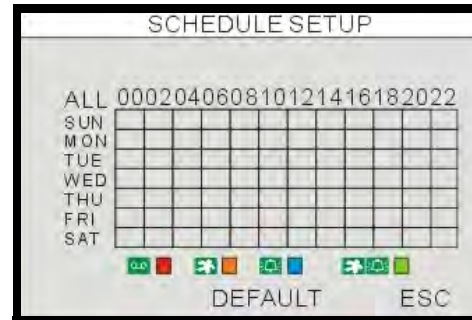 SCHEDULE SETUP
ALL 000204060810121416182022
SUN
MON
TUE
WED
THU
FRI
SAT
DEFAULT ESC